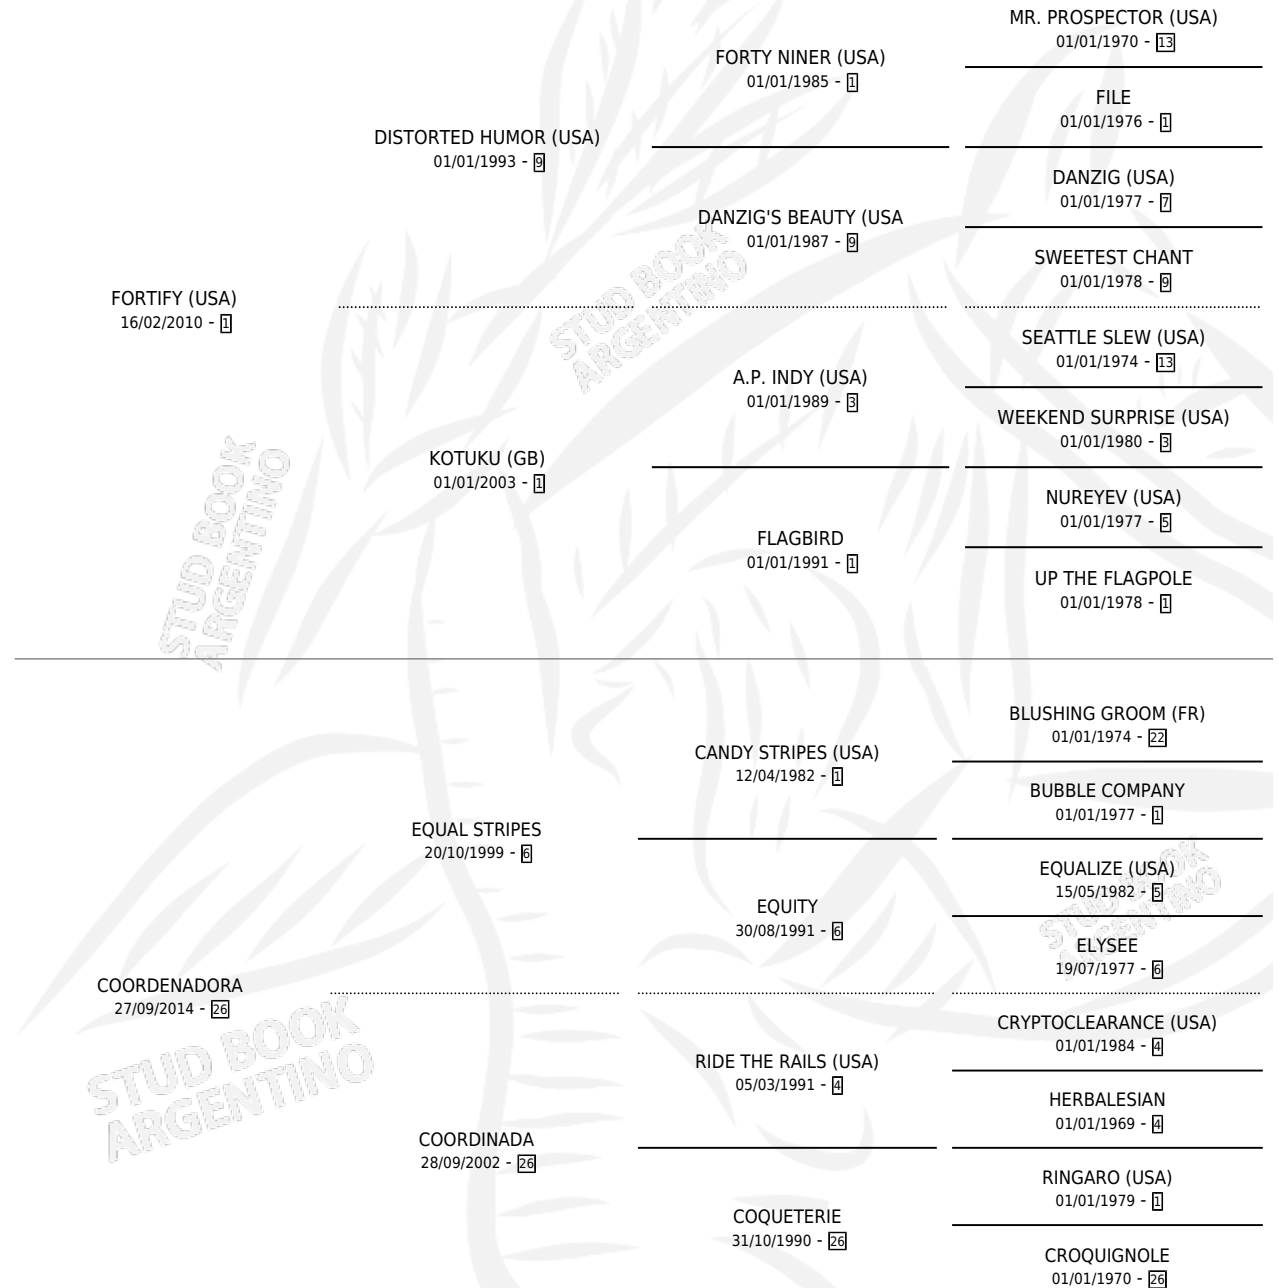 MR. PROSPECTOR (USA)
01/01/1970 - 13
FORTY NINER (USA)
01/01/1985 - 1
FILE
01/01/1976 - 1
DISTORTED HUMOR (USA)
01/01/1993 - 9
DANZIG (USA)
01/01/1977 - 7
DANZIG'S BEAUTY (USA
01/01/1987 - 9
SWEETEST CHANT
01/01/1978 - 9
FORTIFY (USA)
16/02/2010 - 1
STUD BOOK
ARGENTINO
SEATTLE SLEW (USA)
01/01/1974 - 13
A.P. INDY (USA)
01/01/1989 - 3
WEEKEND SURPRISE (USA)
01/01/1980 - 3
KOTUKU (GB)
01/01/2003 - 1
NUREYEV (USA)
01/01/1977 - 5
FLAGBIRD
01/01/1991 - 1
UP THE FLAGPOLE
01/01/1978 - 1
STUD BOOK
ARGENTINO
BLUSHING GROOM (FR)
01/01/1974 - 22
CANDY STRIPES (USA)
12/04/1982 - 1
BUBBLE COMPANY
01/01/1977 - 1
EQUAL STRIPES
20/10/1999 - 6
EQUALIZE (USA)
15/05/1982 - 5
EQUITY
30/08/1991 - 6
ELYSEE
19/07/1977 - 6
STUD BOOK
ARGENTINO
COORDENADORA
27/09/2014 - 26
STUD BOOK
ARGENTINO
CRYPTOCLEARANCE (USA)
01/01/1984 - 4
RIDE THE RAILS (USA)
05/03/1991 - 4
HERBALESIAN
01/01/1969 - 4
COORDINADA
28/09/2002 - 26
RINGARO (USA)
01/01/1979 - 1
COQUETERIE
31/10/1990 - 26
CROQUIGNOLE
01/01/1970 - 26